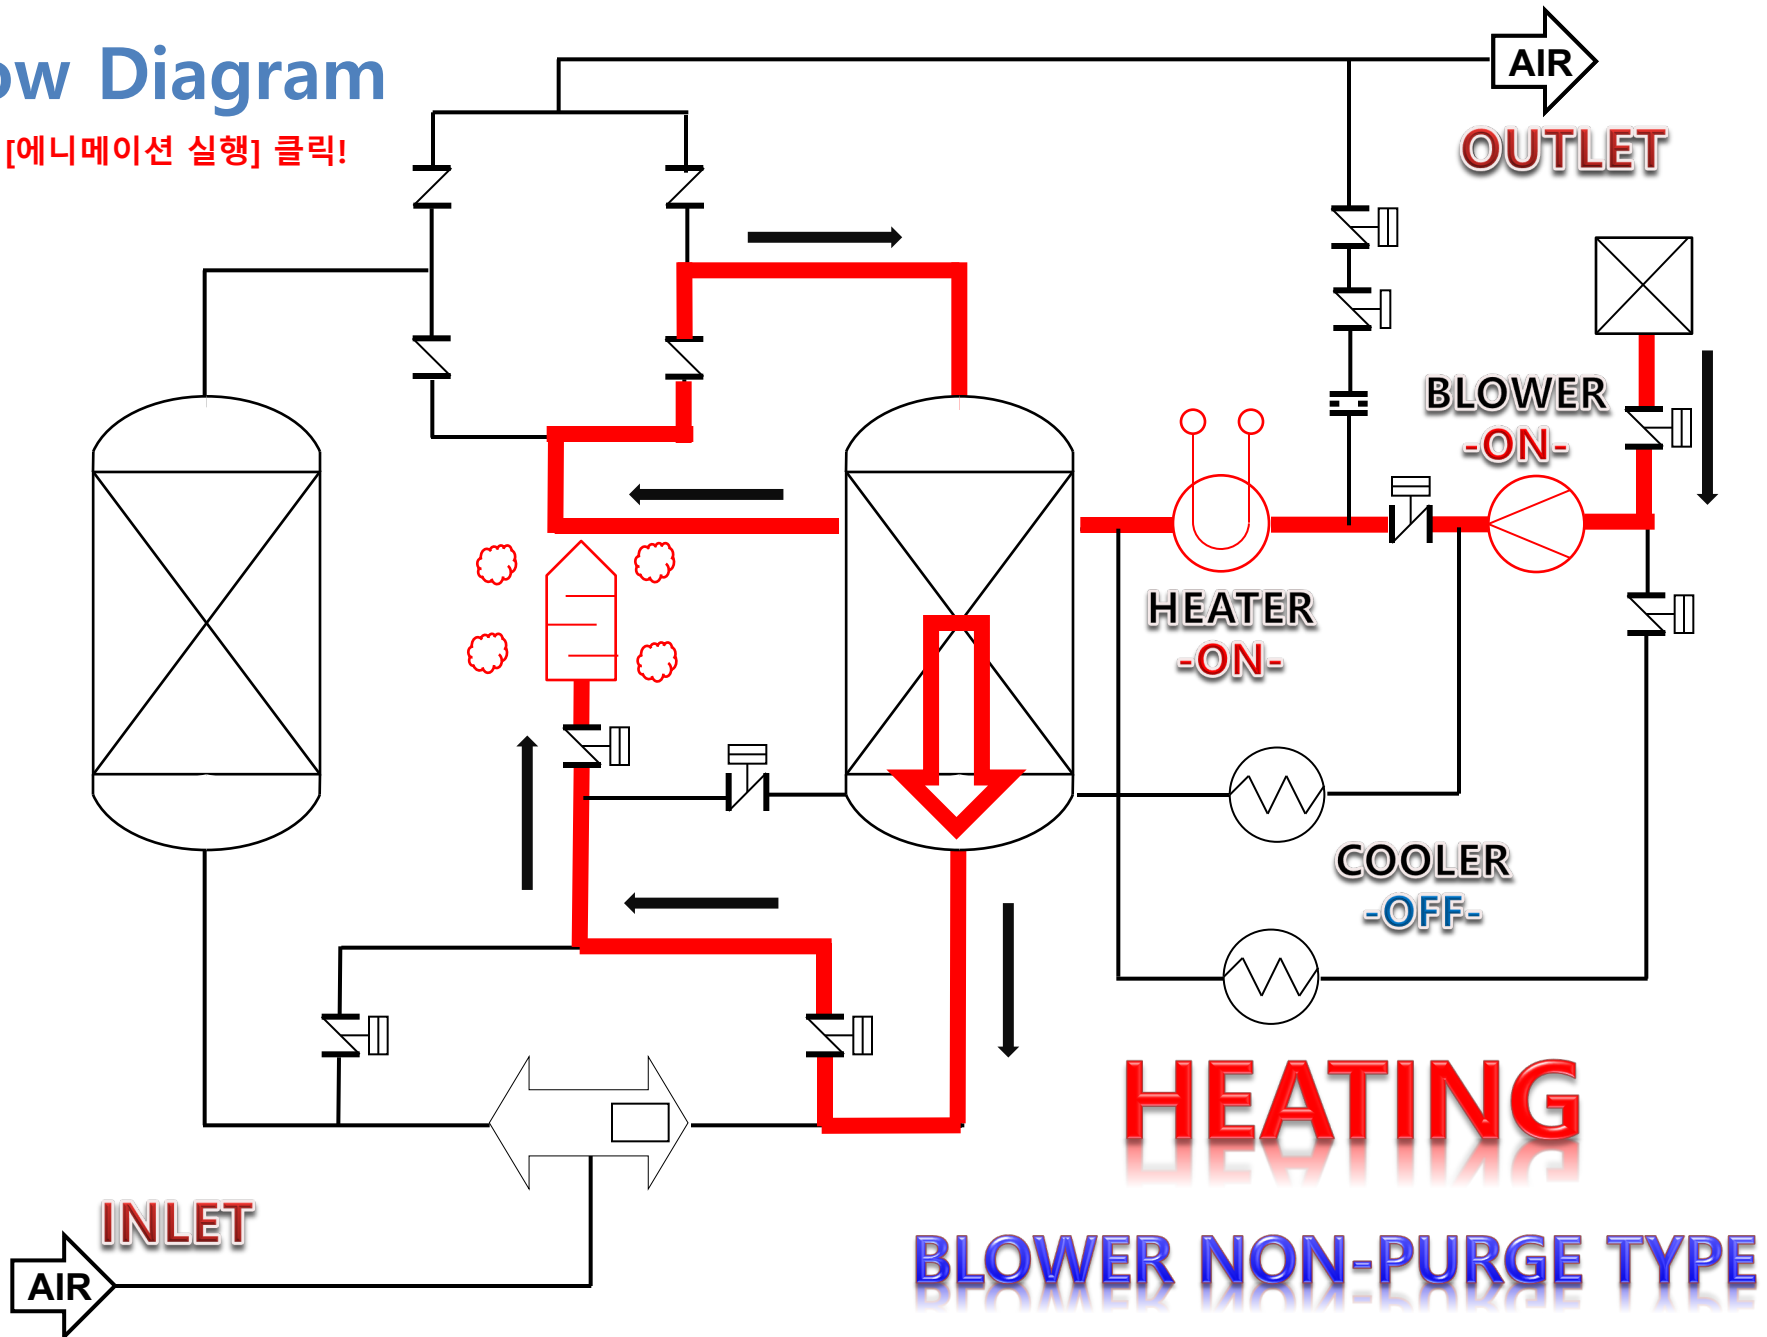 ow Diagram
[에니메이션 실행] 클릭!
AIR
OUTLET
BLOWER
-ON-
HEATER
-ON-
COOLER
-OFF-
HEATING
INLET
AIR
BLOWER NON-PURGE TYPE